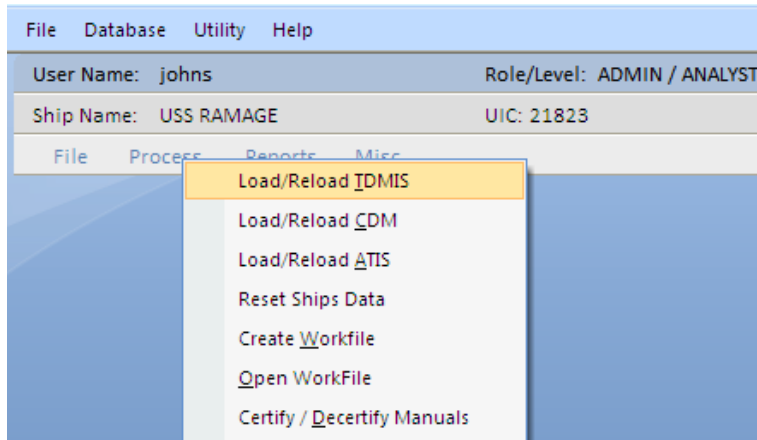 File Database Utility Help
User Name: johns Role/Level: ADMIN / ANALYST
Ship Name: USS RAMAGE UIC: 21823
File Process Reports Misc
Load/Reload TDMIS
Load/Reload CDM
Load/Reload ATIS
Reset Ships Data
Create Workfile
Open WorkFile
Certify / Decertify Manuals